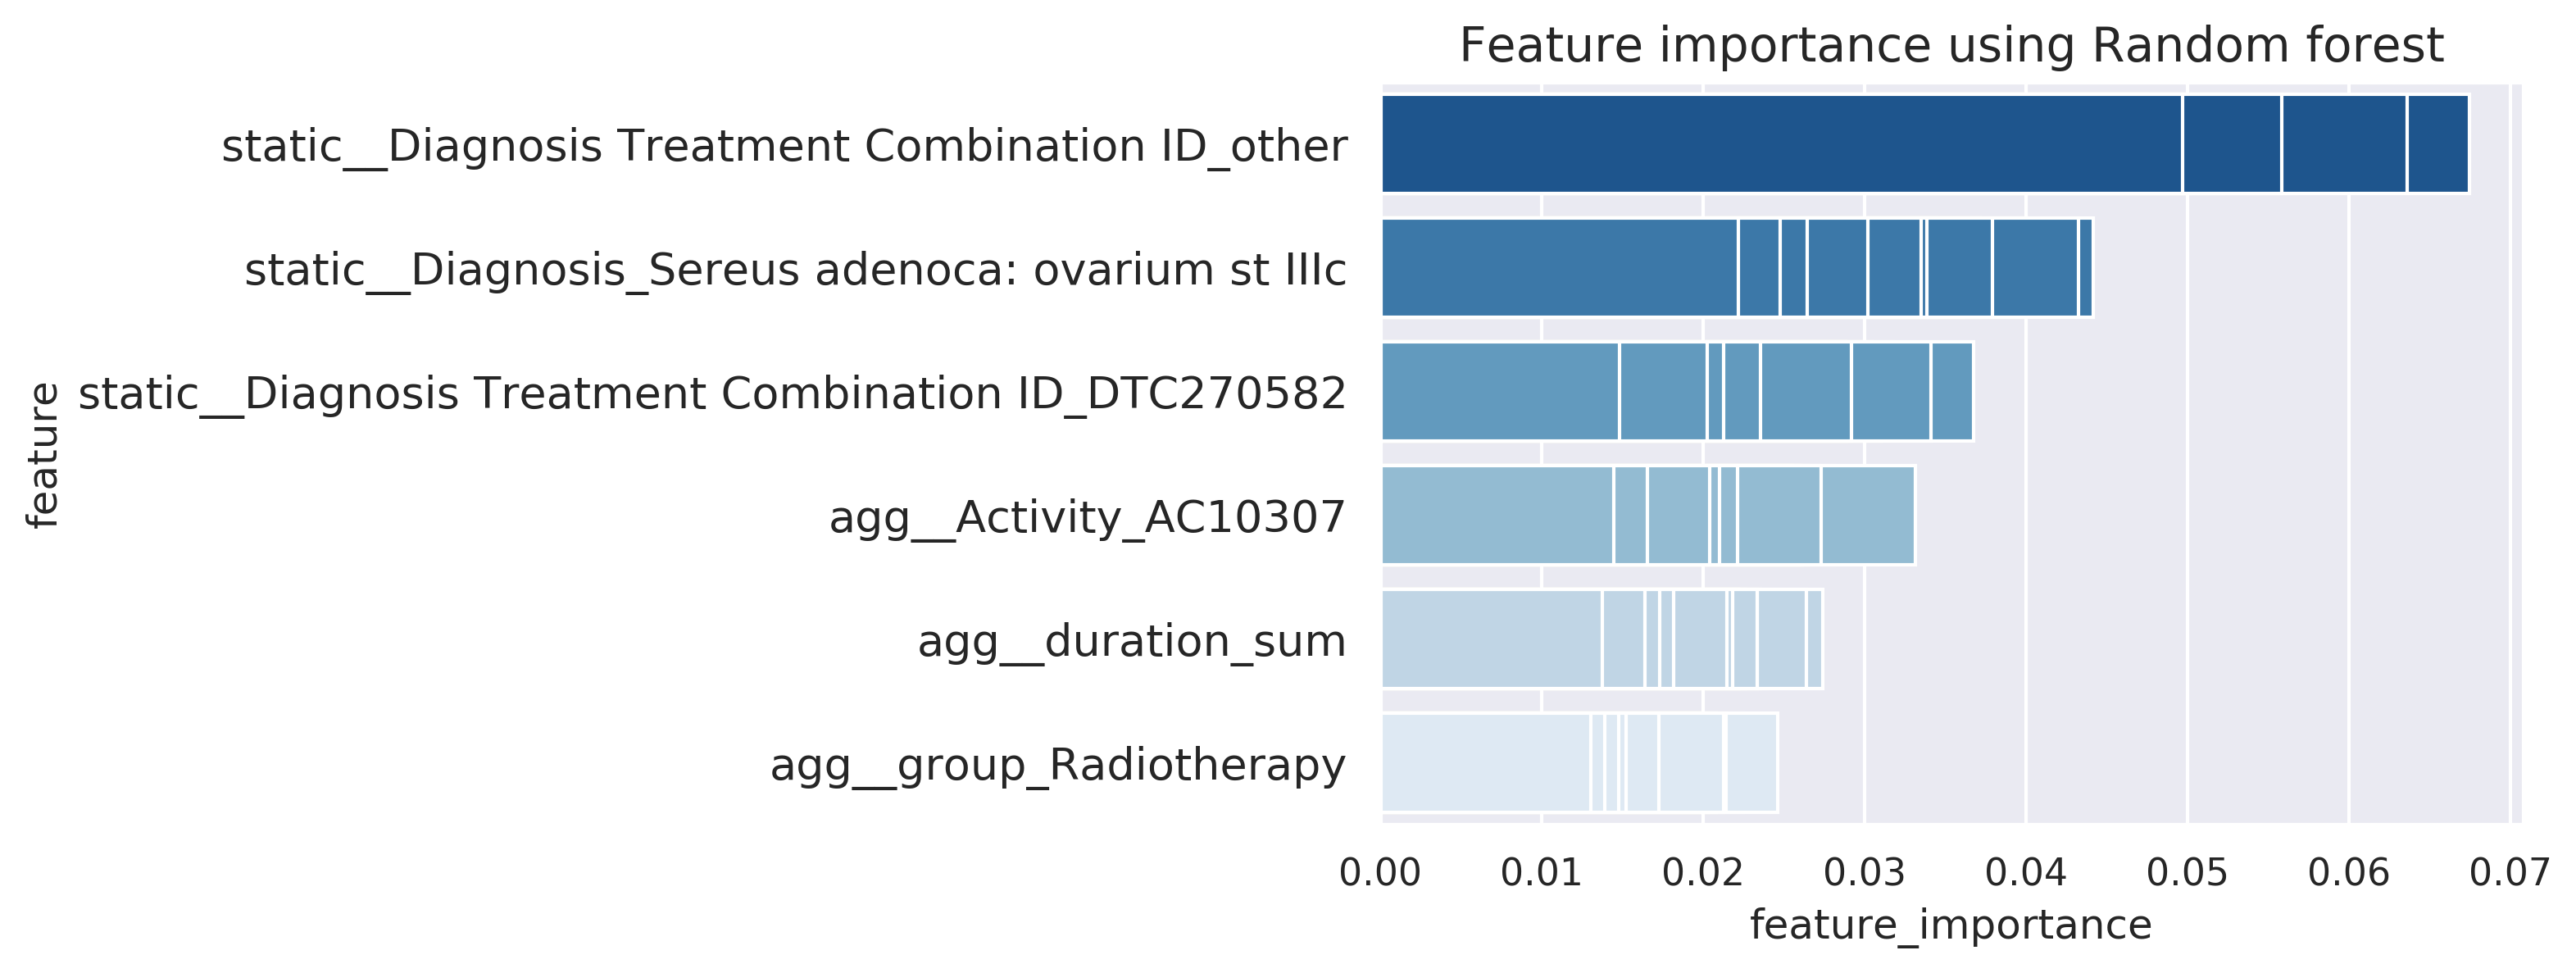 Feature importance using Random forest
static__Diagnosis Treatment Combination ID_other
static__Diagnosis_Sereus adenoca: ovarium st IIIc
static__Diagnosis Treatment Combination ID_DTC270582
agg__Activity_AC10307
agg__duration_sum
agg__group_Radiotherapy
feature
0.00 0.01 0.02 0.03 0.04 0.05 0.06 0.07
feature_importance